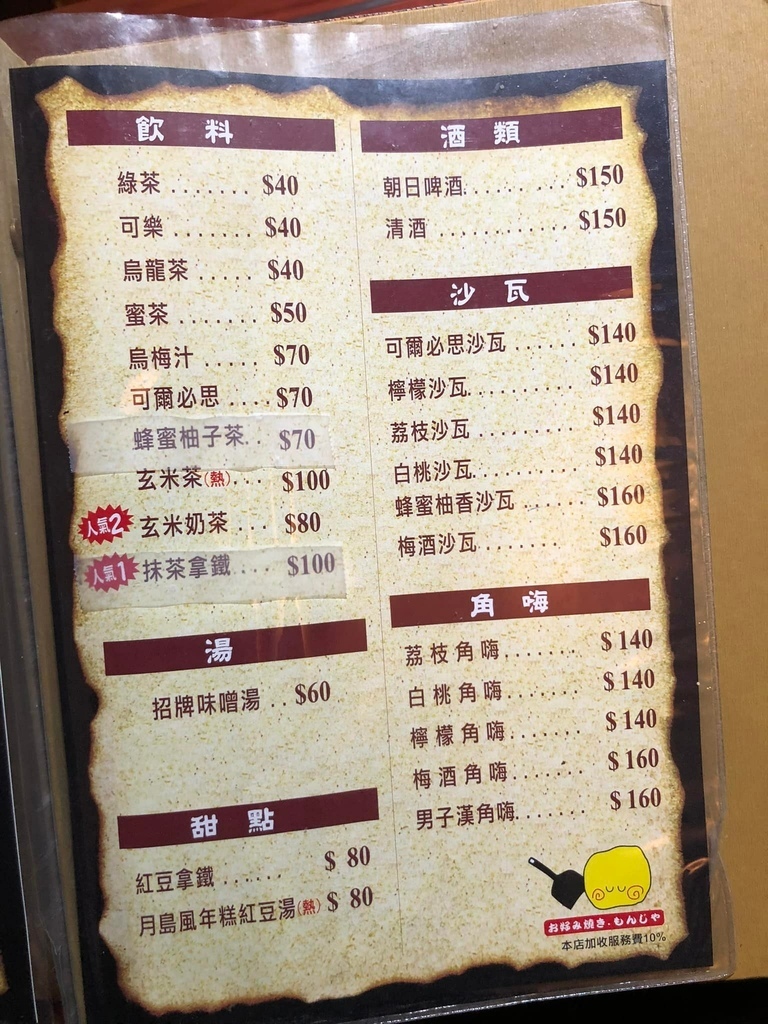 飲料
綠茶 ....... $40
可樂 ....... $40
烏龍茶 ..... $40
蜜茶 ....... $50
烏梅汁 ..... $70
可爾必思 .... $70
蜂蜜柚子茶.. $70
玄米茶(熱)... $100
人氣2 玄米奶茶 ... $80
人氣1 抹茶拿鐵 .... $100
湯
招牌味噌湯 .. $60
甜點
紅豆拿鐵 ...... $ 80
月島風年糕紅豆湯(熱) $ 80
酒類
朝日啤酒......... $150
清酒 ............ $150
沙瓦
可爾必思沙瓦 ...... $140
檸檬沙瓦 ......... $140
荔枝沙瓦 ......... $140
白桃沙瓦 ......... $140
蜂蜜柚香沙瓦 ...... $160
梅酒沙瓦....... $160
角嗨
荔枝角嗨....... $ 140
白桃角嗨....... $ 140
檸檬角嗨....... $ 140
梅酒角嗨....... $ 160
男子漢角嗨....... $ 160
お好み燒き・もんじゃ
本店加收服務費10%